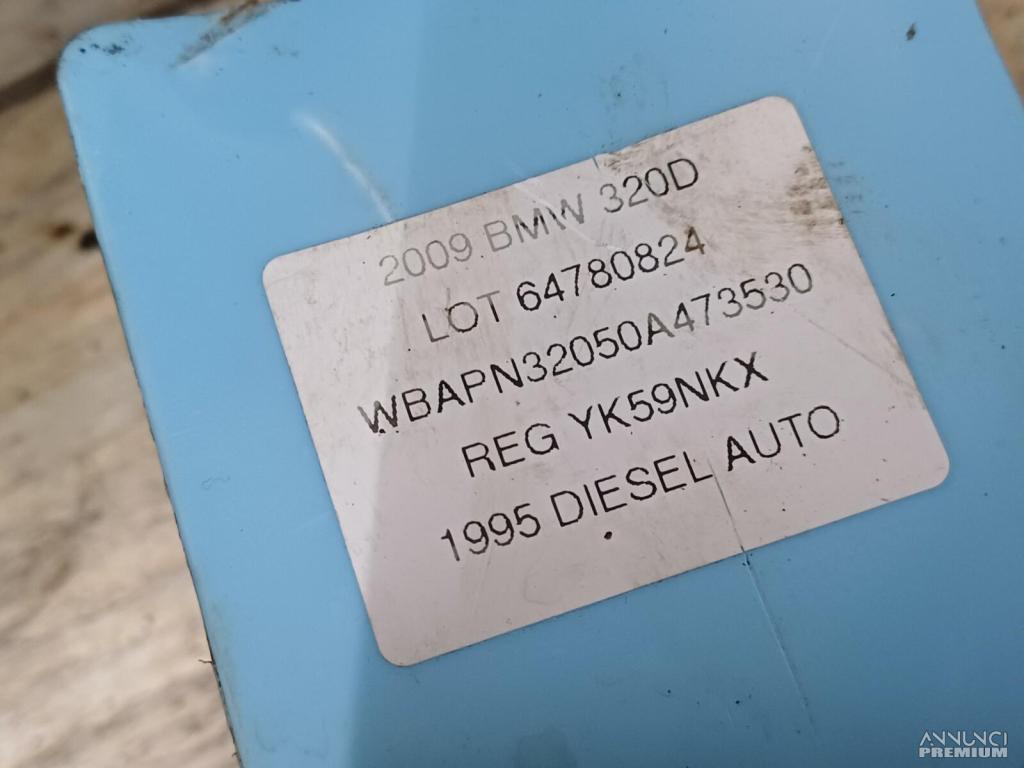 2009 BMW 320D
LOT 64780824
WBAPN32050A473530
REG YK59NKX
1995 DIESEL AUTO
ANNUNCI
PREMIUM